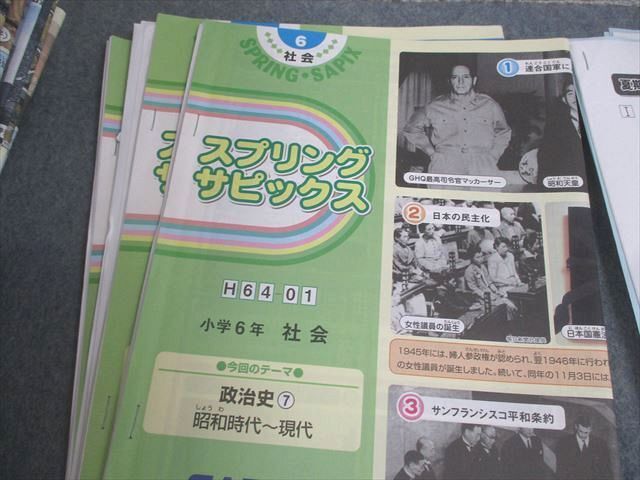 6
社会
SPRING・SAPIX
スプリング
サピックス
H64-01
小学6年 社会
●今回のテーマ●
政治史⑦
しょうわ
昭和時代～現代
① 連合国軍に
GHQ最高司令官マッカーサー
昭和天皇
② 日本の民主化
女性議員の誕生
日本国憲
1945年には、婦人参政権が認められ、翌1946年に行わ
の女性議員が誕生しました。続いて、同年の11月3日には
③ サンフランシスコ平和条約